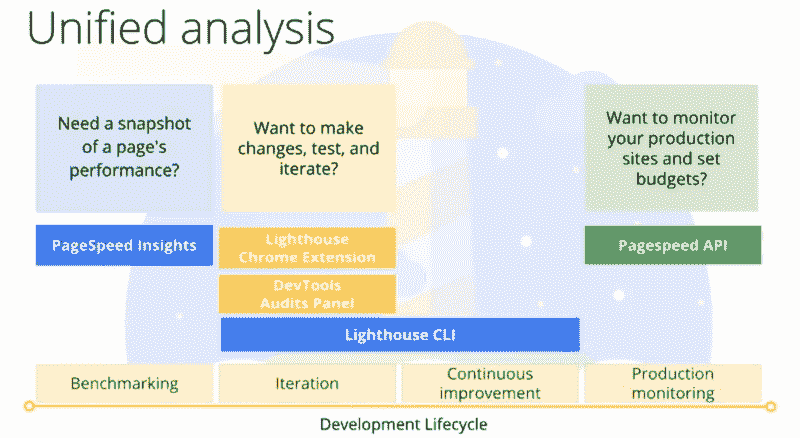 Unified analysis
Need a snapshot
of a page's
performance?
Want to make
changes, test, and
iterate?
Want to monitor
your production
sites and set
budgets?
PageSpeed Insights
Lighthouse
Chrome Extension
Pagespeed API
DevTools
Audits Panel
Lighthouse CLI
Benchmarking
Iteration
Continuous
improvement
Production
monitoring
Development Lifecycle